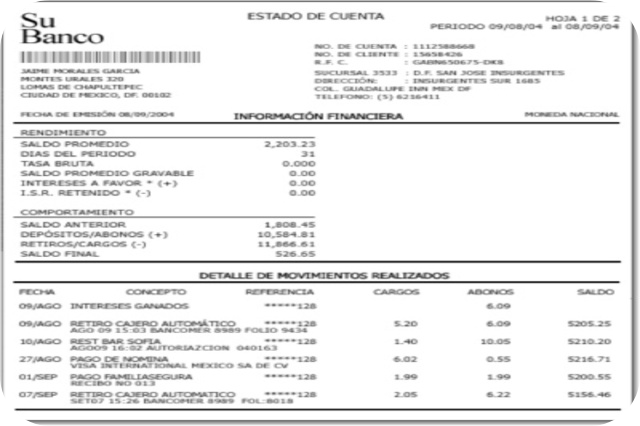 Su
Banco
ESTADO DE CUENTA
HOJA 1 DE 2
PERIODO 09/08/04 al 08/09/04
NO. DE CUENTA : 1112588668
NO. DE CLIENTE : 15658426
R.F. C. : GABN650675-DK8
JAIME MORALES GARCIA
MONTES URALES 320
LOMAS DE CHAPULTEPEC
CIUDAD DE MEXICO, DF. 00102
SUCURSAL 3533 : D.F. SAN JOSE INSURGENTES
DIRECCIÓN: : INSURGENTES SUR 1685
COL. GUADALUPE INN MEX DF
TELEFONO: (5) 6236411
FECHA DE EMISIÓN 08/09/2004
INFORMACIÓN FINANCIERA
MONEDA NACIONAL
RENDIMIENTO
SALDO PROMEDIO 2,203.23
DIAS DEL PERIODO 31
TASA BRUTA 0.000
SALDO PROMEDIO GRAVABLE 0.00
INTERESES A FAVOR * (+) 0.00
I.S.R. RETENIDO * (-) 0.00
COMPORTAMIENTO
SALDO ANTERIOR 1,808.45
DEPÓSITOS/ABONOS (+) 10,584.81
RETIROS/CARGOS (-) 11,866.61
SALDO FINAL 526.65
DETALLE DE MOVIMIENTOS REALIZADOS
FECHA CONCEPTO REFERENCIA CARGOS ABONOS SALDO
09/AGO INTERESES GANADOS *****128 6.09
09/AGO RETIRO CAJERO AUTOMÁTICO *****128 5.20 6.09 5205.25
AGO 09 15:03 BANCOMER 8989 FOLIO 9434
10/AGO REST BAR SOFIA *****128 1.40 10.05 5210.20
AGO09 16:02 AUTORIAZCION 040163
27/AGO PAGO DE NOMINA *****128 6.02 0.55 5216.71
VISA INTERNATIONAL MEXICO SA DE CV
01/SEP PAGO FAMILIASEGURA *****128 1.99 1.99 5200.55
RECIBO NO 013
07/SEP RETIRO CAJERO AUTOMATICO *****128 2.05 6.22 5156.46
SET07 15:26 BANCOMER 8989 FOL:8018